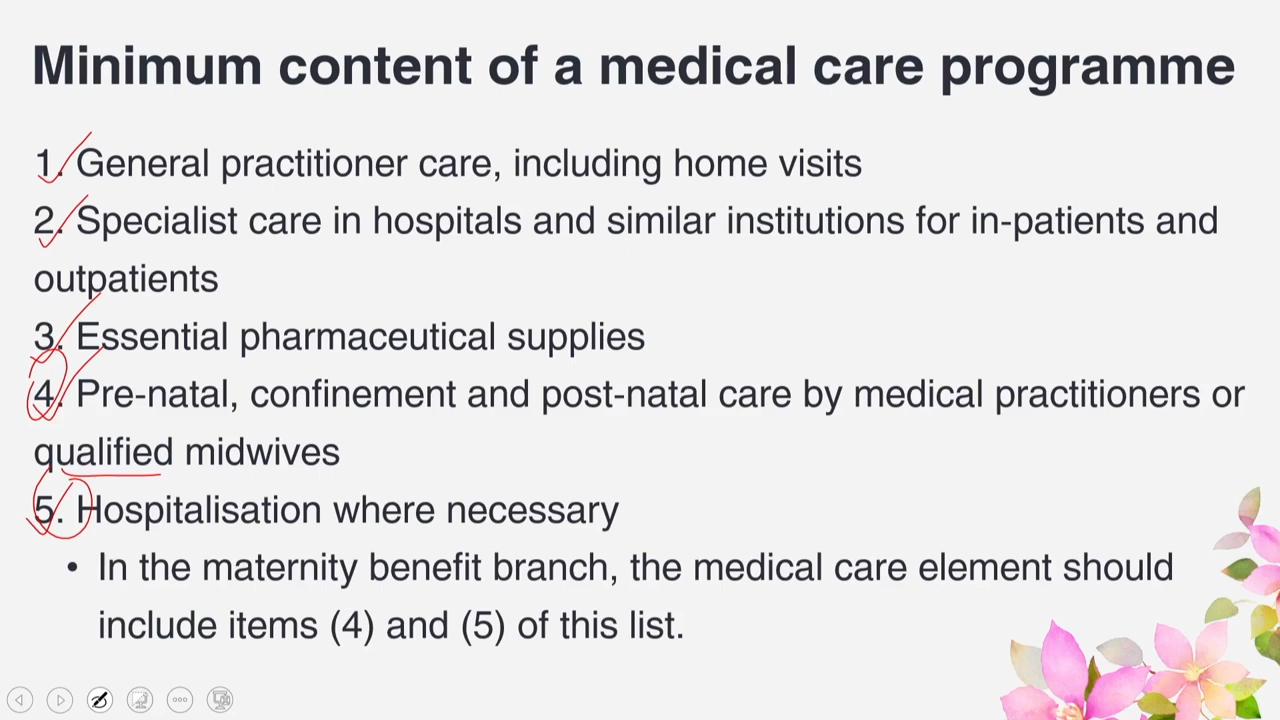 Minimum content of a medical care programme
1. General practitioner care, including home visits
2. Specialist care in hospitals and similar institutions for in-patients and
outpatients
3. Essential pharmaceutical supplies
4. Pre-natal, confinement and post-natal care by medical practitioners or
qualified midwives
5. Hospitalisation where necessary
• In the maternity benefit branch, the medical care element should
include items (4) and (5) of this list.